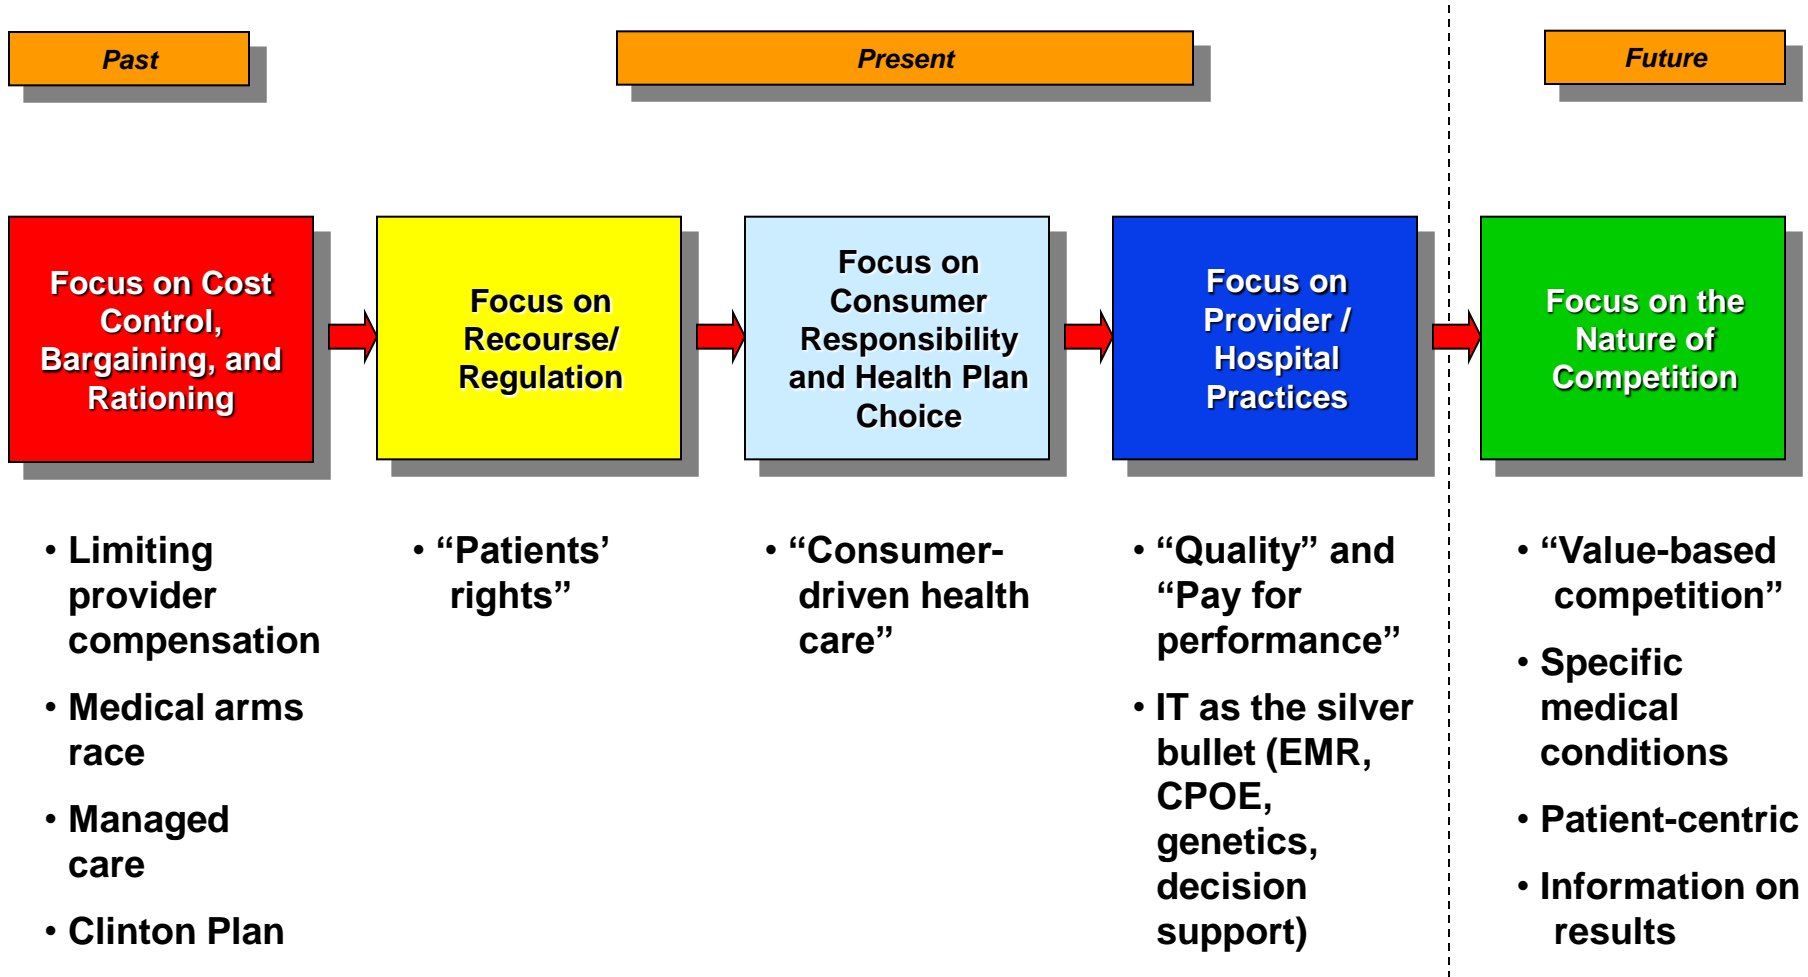 Past
Present
Future
Focus on Cost
Control,
Bargaining, and
Rationing
Focus on
Recourse/
Regulation
Focus on
Consumer
Responsibility
and Health Plan
Choice
Focus on
Provider /
Hospital
Practices
Focus on the
Nature of
Competition
• Limiting
provider
compensation
• Medical arms
race
• Managed
care
• Clinton Plan
• “Patients’
rights”
• “Consumer-
driven health
care”
• “Quality” and
“Pay for
performance”
• IT as the silver
bullet (EMR,
CPOE,
genetics,
decision
support)
• “Value-based
competition”
• Specific
medical
conditions
• Patient-centric
• Information on
results